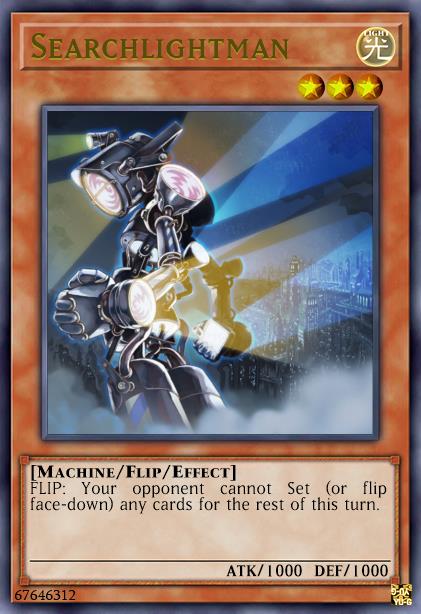 SEARCHLIGHTMAN
LIGHT
光
[MACHINE/FLIP/EFFECT]
FLIP: Your opponent cannot Set (or flip
face-down) any cards for the rest of this turn.
ATK/1000 DEF/1000
67646312